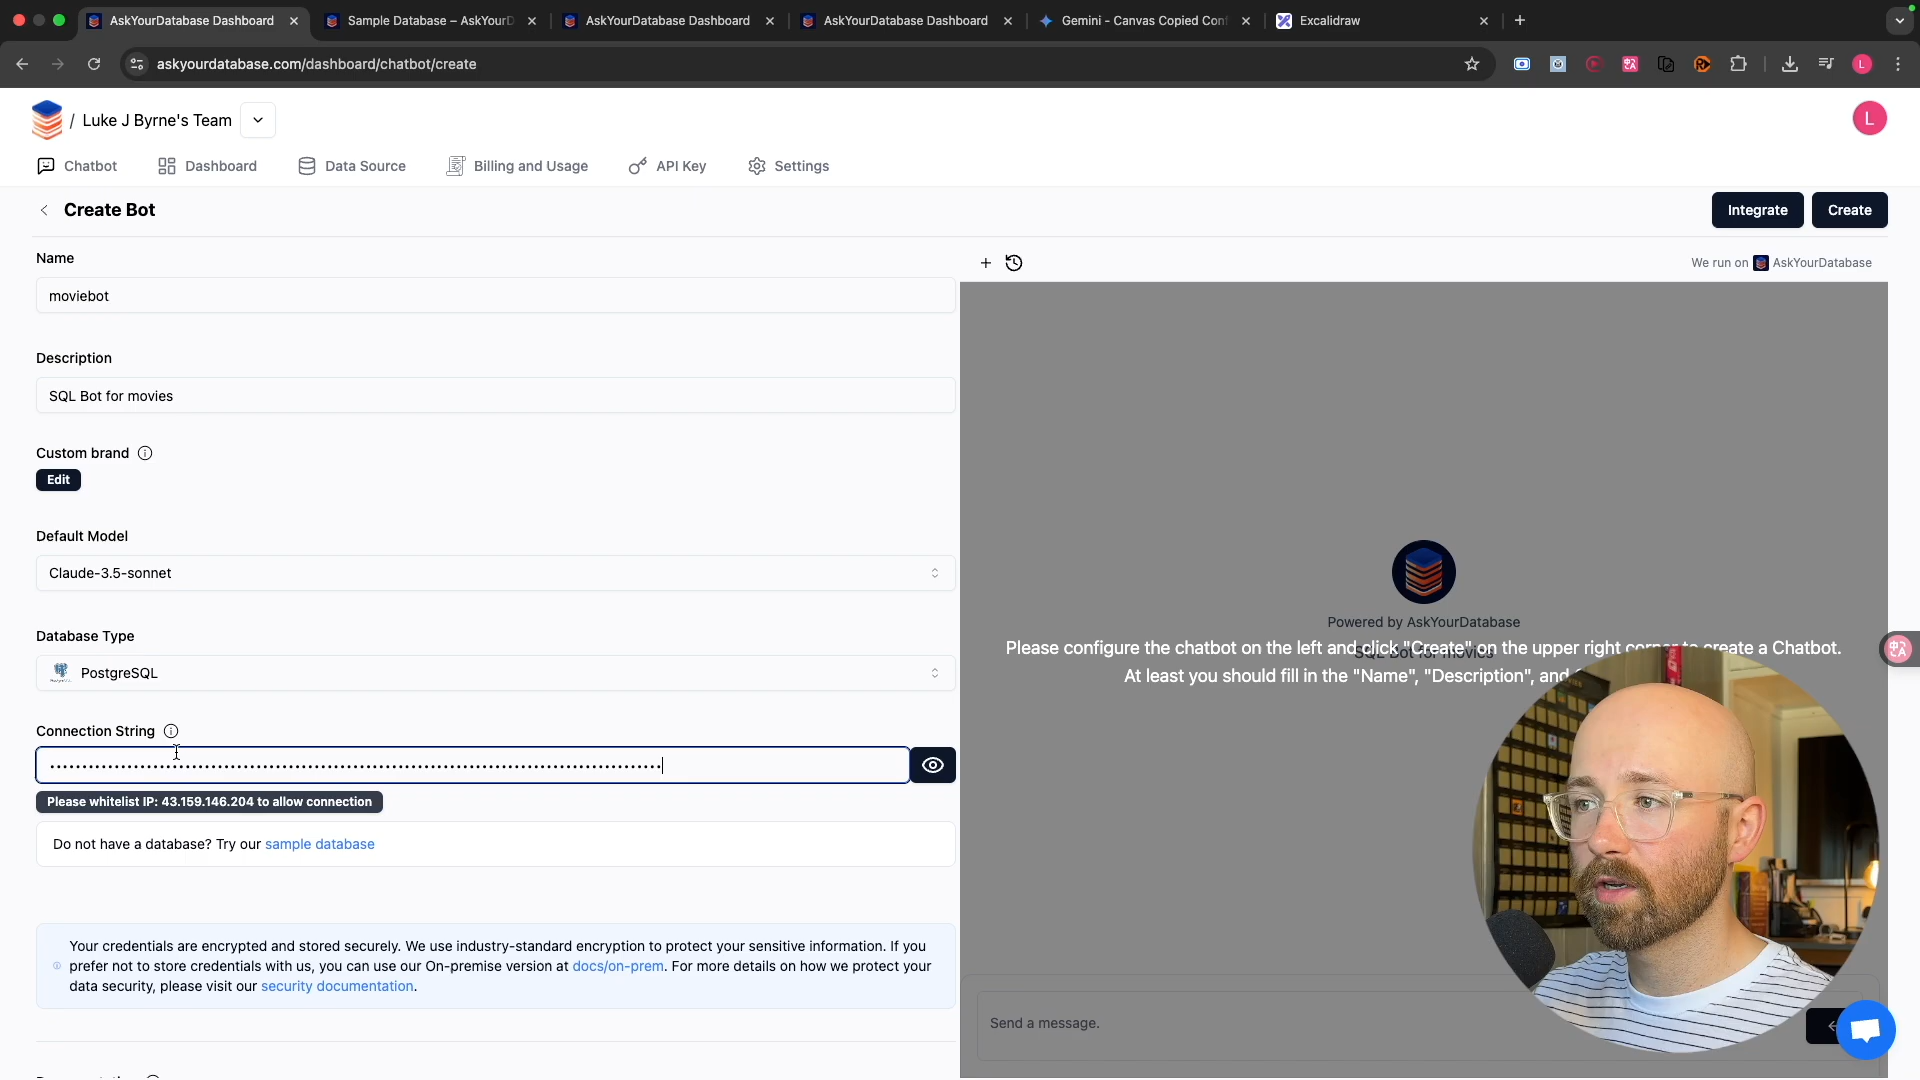 AskYourDatabase Dashboard
Sample Database – AskYourD
AskYourDatabase Dashboard
AskYourDatabase Dashboard
Gemini - Canvas Copied Con
Excalidraw
askyourdatabase.com/dashboard/chatbot/create
L
/ Luke J Byrne's Team
L
Chatbot
Dashboard
Data Source
Billing and Usage
API Key
Settings
Create Bot
Integrate
Create
Name
moviebot
We run on AskYourDatabase
Description
SQL Bot for movies
Custom brand
Edit
Default Model
Claude-3.5-sonnet
Database Type
PostgreSQL
Connection String
Please whitelist IP: 43.159.146.204 to allow connection
Do not have a database? Try our sample database
Your credentials are encrypted and stored securely. We use industry-standard encryption to protect your sensitive information. If you
prefer not to store credentials with us, you can use our On-premise version at docs/on-prem. For more details on how we protect your
data security, please visit our security documentation.
Powered by AskYourDatabase
SQL Bot for movies
Please configure the chatbot on the left and click "Create" on the upper right corner to create a Chatbot.
At least you should fill in the "Name", "Description", and
Send a message.